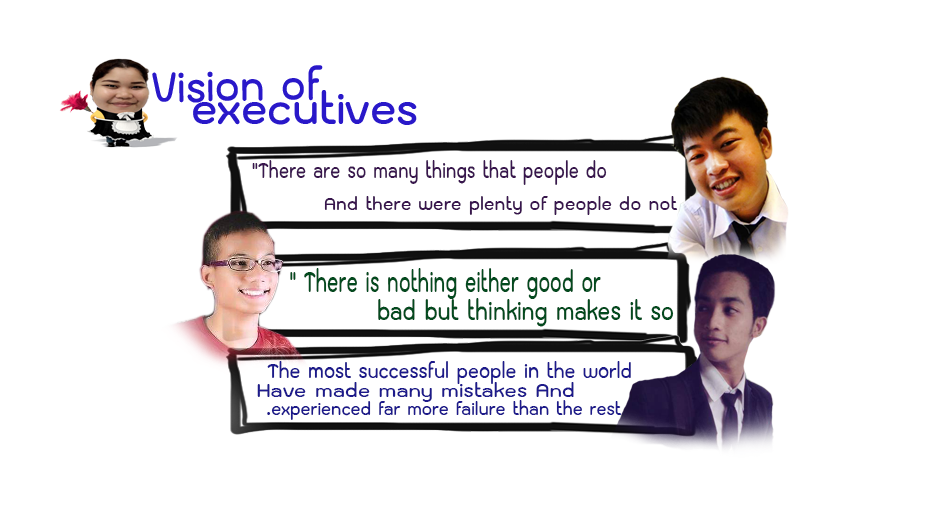 Vision of
executives
"There are so many things that people do
And there were plenty of people do not
" There is nothing either good or
bad but thinking makes it so
The most successful people in the world
Have made many mistakes And
.experienced far more failure than the rest